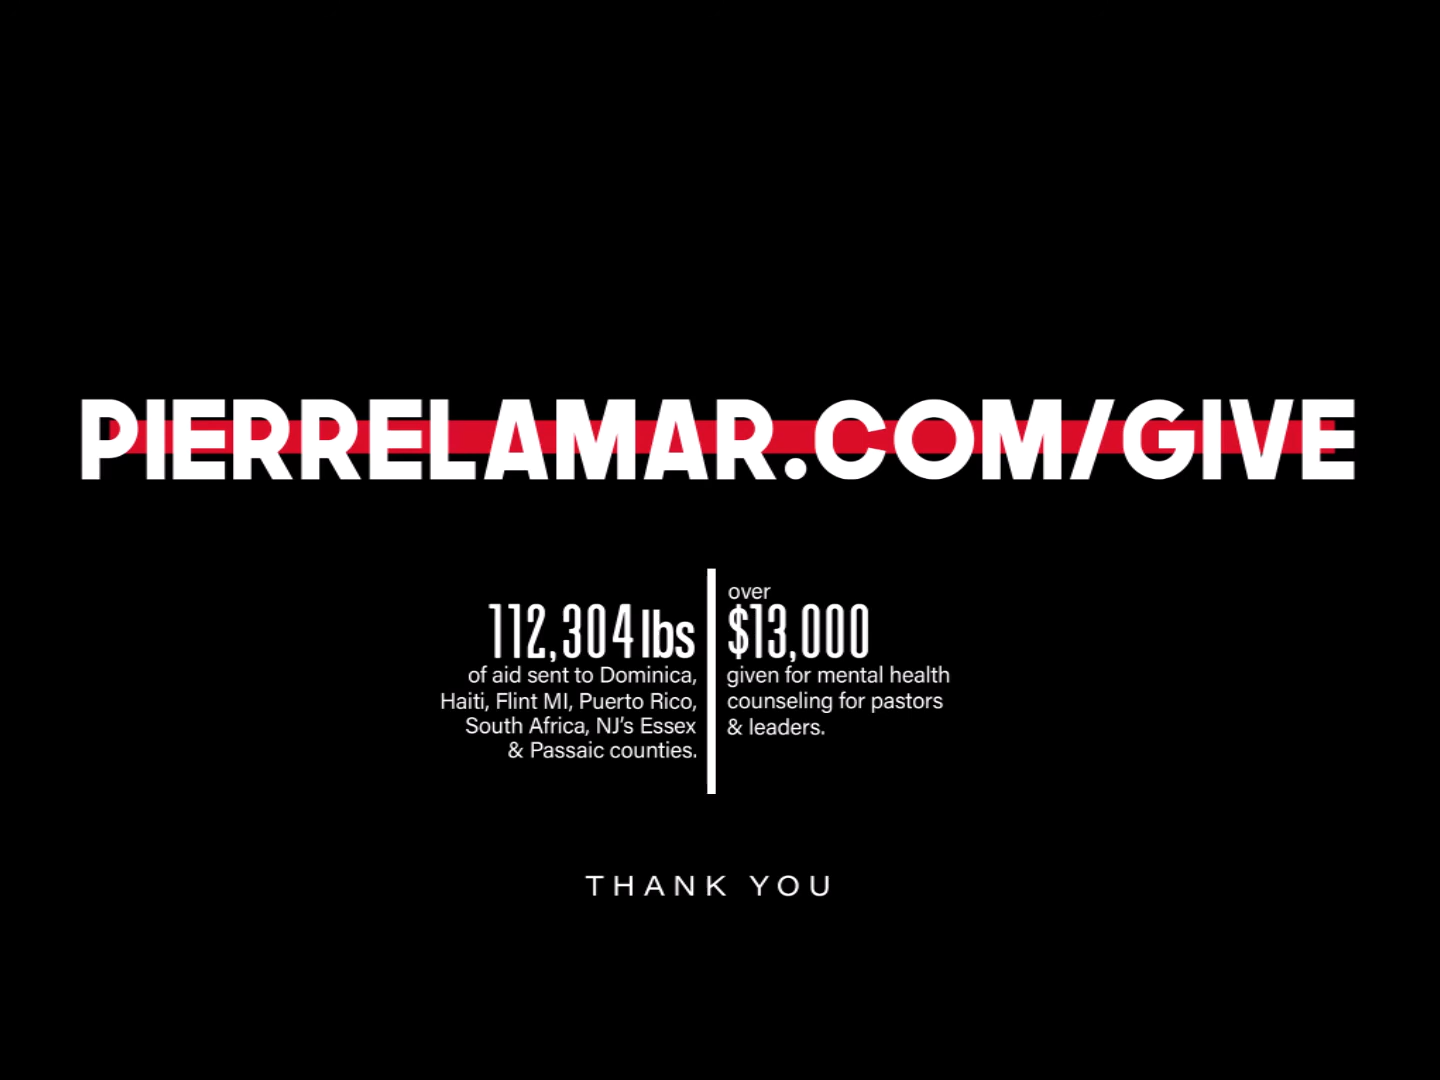 PIERRELAMAR.COM/GIVE
112,304 lbs
of aid sent to Dominica,
Haiti, Flint MI, Puerto Rico,
South Africa, NJ’s Essex
& Passaic counties.
over
$13,000
given for mental health
counseling for pastors
& leaders.
THANK YOU